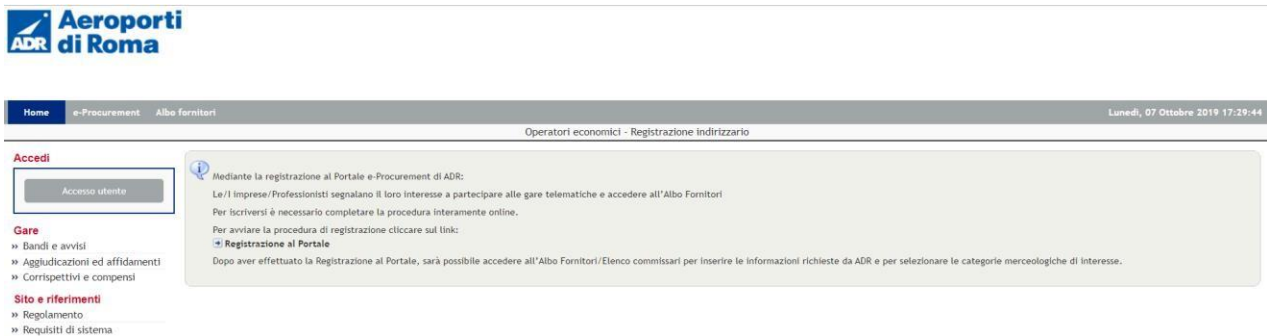 Aeroporti
ADR di Roma
Home e-Procurement Albo fornitori Lunedì, 07 Ottobre 2019 17:29:44
Operatori economici - Registrazione indirizzario
Accedi
Accesso utente
Gare
» Bandi e avvisi
» Aggiudicazioni ed affidamenti
» Corrispettivi e compensi
Sito e riferimenti
» Regolamento
» Requisiti di sistema
Mediante la registrazione al Portale e-Procurement di ADR:
Le/I imprese/Professionisti segnalano il loro interesse a partecipare alle gare telematiche e accedere all'Albo Fornitori
Per iscriversi è necessario completare la procedura interamente online.
Per avviare la procedura di registrazione cliccare sul link:
Registrazione al Portale
Dopo aver effettuato la Registrazione al Portale, sarà possibile accedere all'Albo Fornitori/Elenco commissari per inserire le informazioni richieste da ADR e per selezionare le categorie merceologiche di interesse.